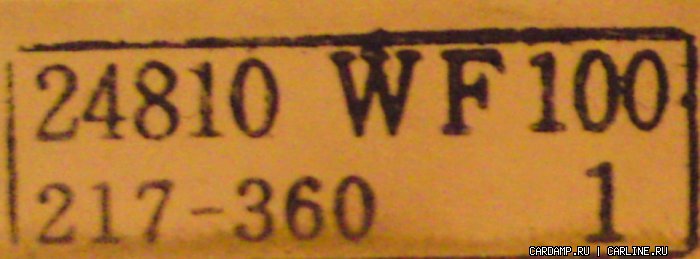 24810 WF100
217-360 1
CARDAMP.RU | CARLINE.RU